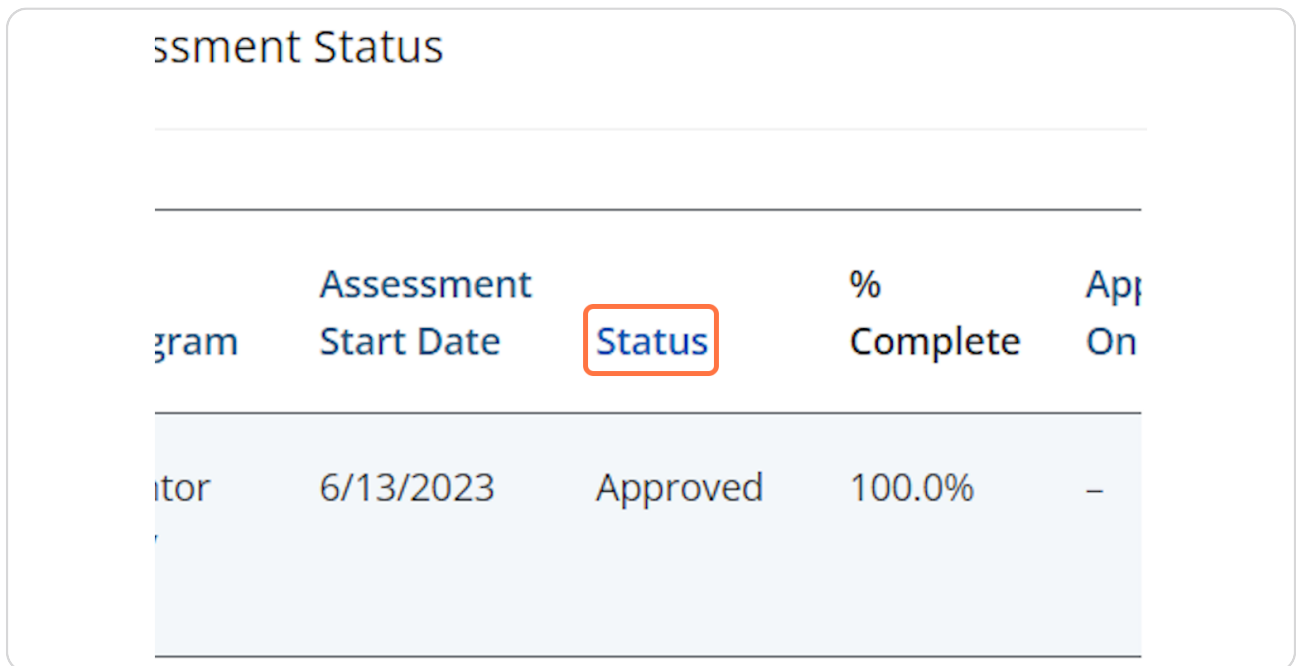 ssment Status
Assessment % App
gram Start Date Status Complete On
tor 6/13/2023 Approved 100.0% –